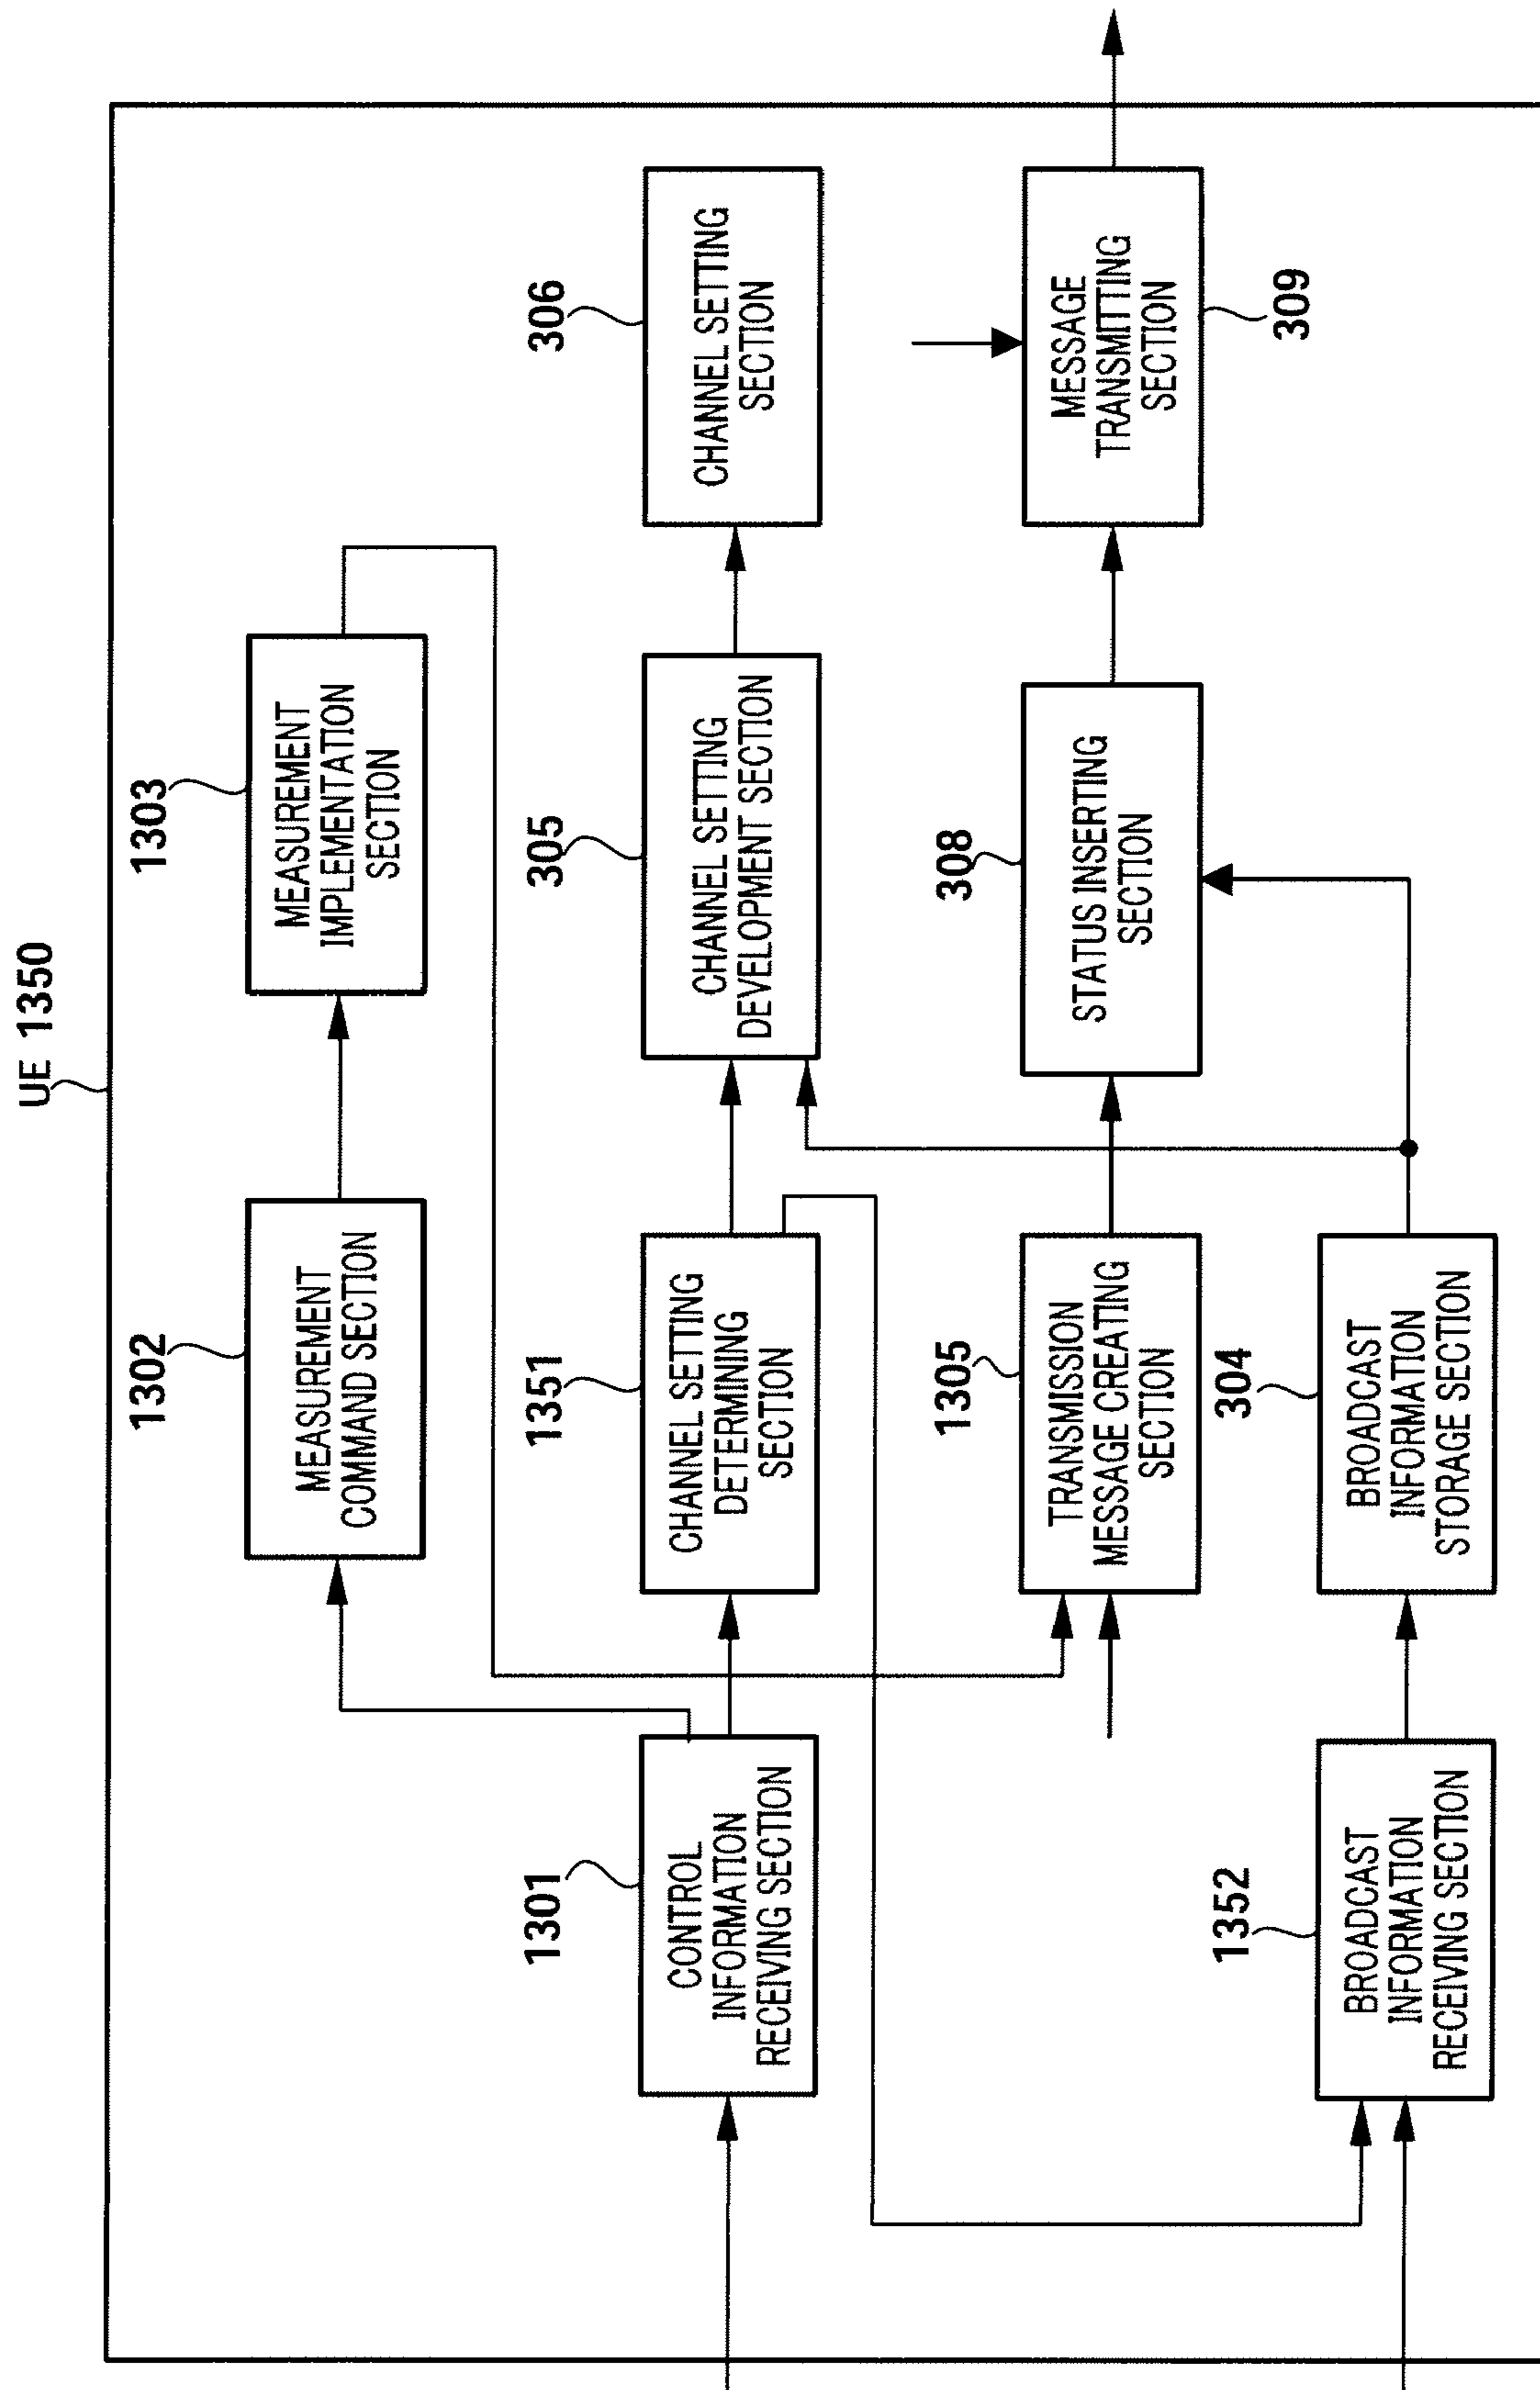 UE 1350
1302
MEASUREMENT
COMMAND SECTION
1303
MEASUREMENT
IMPLEMENTATION
SECTION
1301
CONTROL
INFORMATION
RECEIVING SECTION
1351
CHANNEL SETTING
DETERMINING
SECTION
305
CHANNEL SETTING
DEVELOPMENT SECTION
306
CHANNEL SETTING
SECTION
1305
TRANSMISSION
MESSAGE CREATING
SECTION
308
STATUS INSERTING
SECTION
MESSAGE
TRANSMITTING
SECTION
309
1352
BROADCAST
INFORMATION
RECEIVING SECTION
304
BROADCAST
INFORMATION
STORAGE SECTION